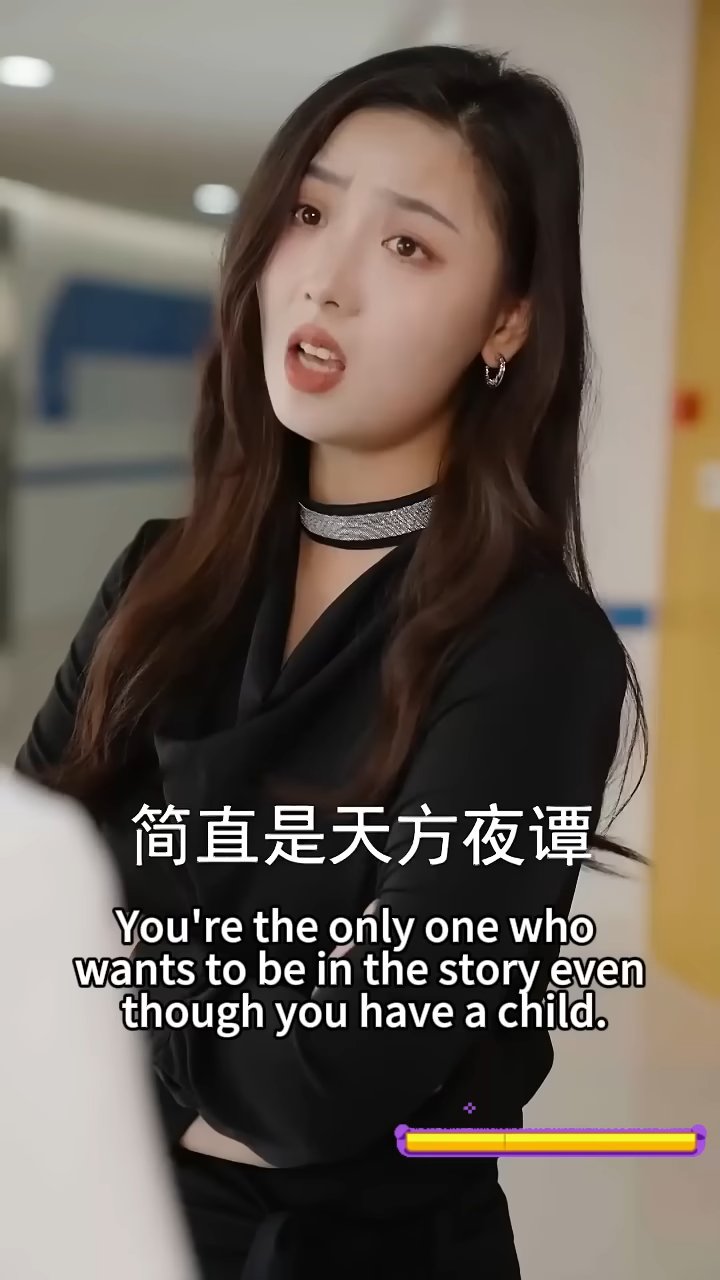 简直是天方夜谭
You're the only one who
wants to be in the story even
though you have a child.